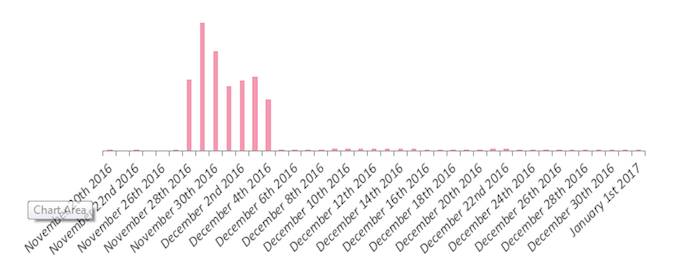 November 20th 2016
November 22nd 2016
November 26th 2016
November 28th 2016
November 30th 2016
December 2nd 2016
December 4th 2016
December 6th 2016
December 8th 2016
December 10th 2016
December 12th 2016
December 14th 2016
December 16th 2016
December 18th 2016
December 20th 2016
December 22nd 2016
December 24th 2016
December 26th 2016
December 28th 2016
December 30th 2016
January 1st 2017
Chart Area